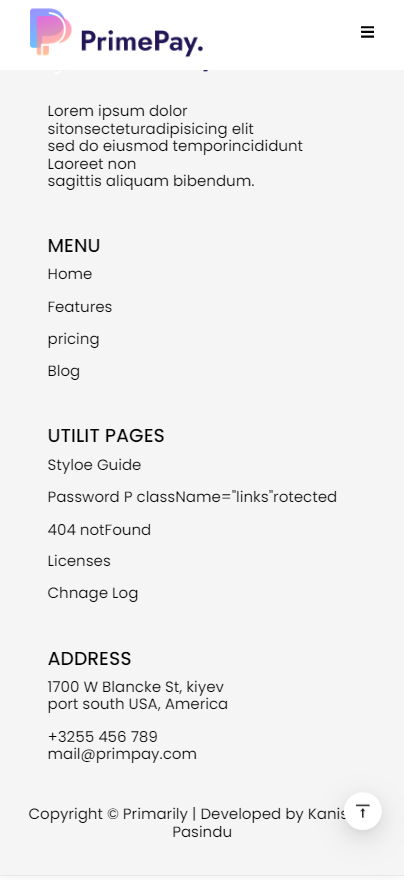 PrimePay.
Lorem ipsum dolor
sitonsecteturadipisicing elit
sed do eiusmod temporincididunt
Laoreet non
sagittis aliquam bibendum.
MENU
Home
Features
pricing
Blog
UTILIT PAGES
Styloe Guide
Password P className="links"rotected
404 notFound
Licenses
Chnage Log
ADDRESS
1700 W Blancke St, kiyev
port south USA, America
+3255 456 789
mail@primpay.com
Copyright © Primarily | Developed by
Pasindu